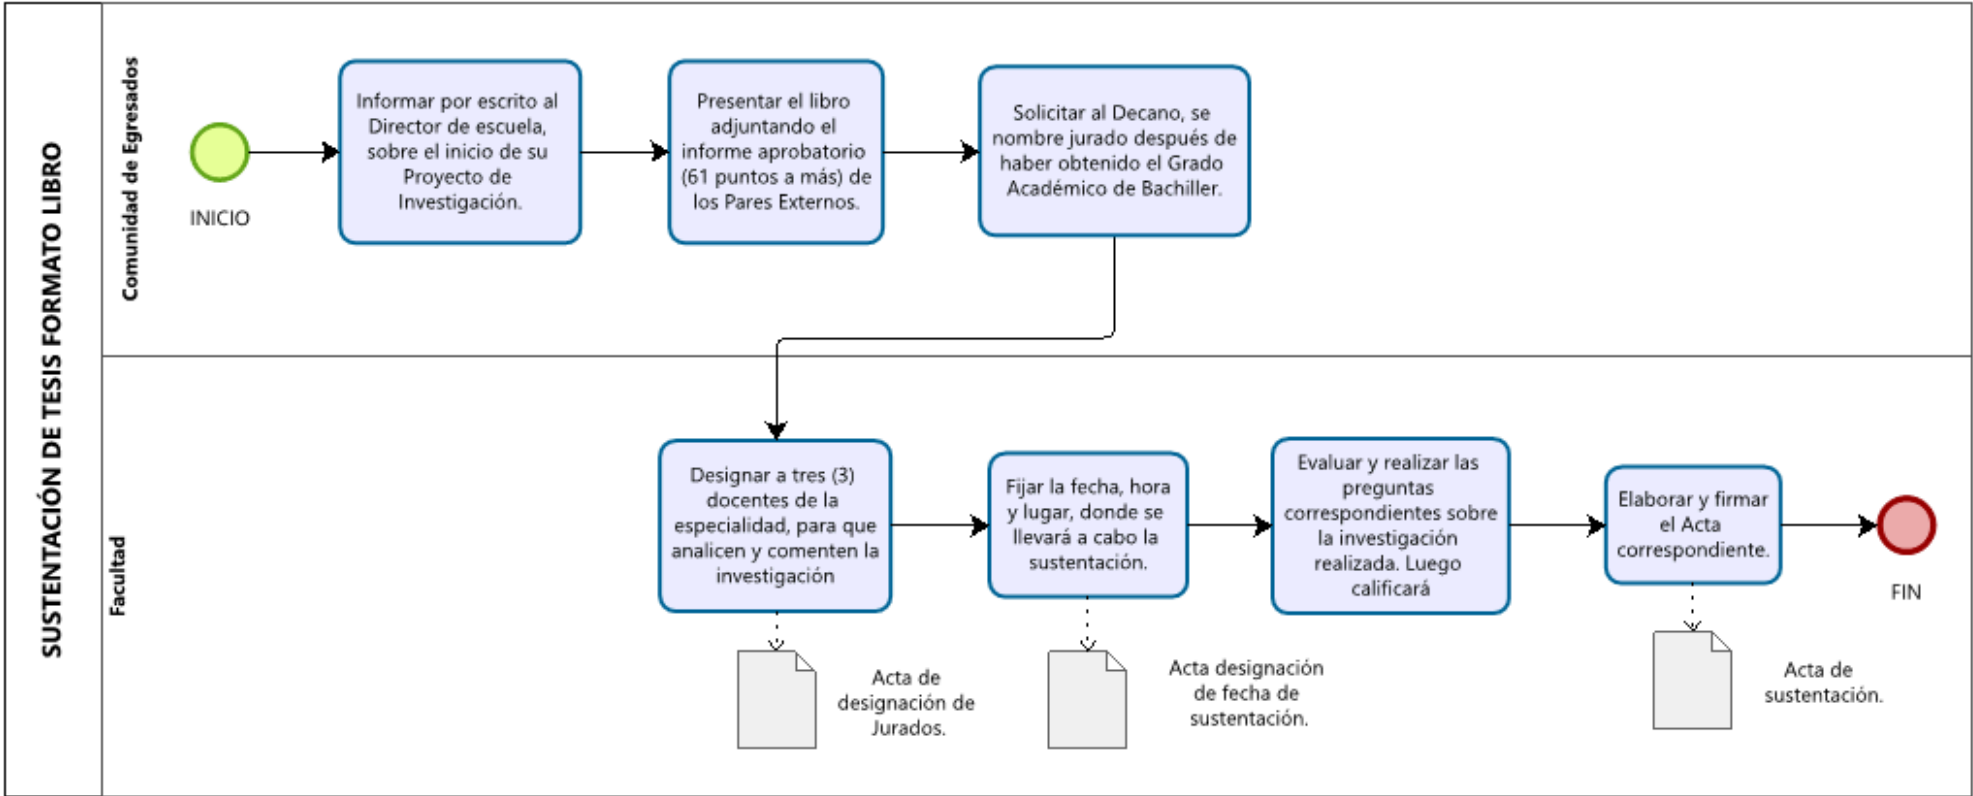 SUSTENTACIÓN DE TESIS FORMATO LIBRO
Comunidad de Egresados
INICIO
Informar por escrito al
Director de escuela,
sobre el inicio de su
Proyecto de
Investigación.
Presentar el libro
adjuntando el
informe aprobatorio
(61 puntos a más) de
los Pares Externos.
Solicitar al Decano, se
nombre jurado después de
haber obtenido el Grado
Académico de Bachiller.
Facultad
Designar a tres (3)
docentes de la
especialidad, para que
analicen y comenten la
investigación
Fijar la fecha, hora
y lugar, donde se
llevará a cabo la
sustentación.
Evaluar y realizar las
preguntas
correspondientes sobre
la investigación
realizada. Luego
calificará
Elaborar y firmar
el Acta
correspondiente.
FIN
Acta de
designación de
Jurados.
Acta designación
de fecha de
sustentación.
Acta de
sustentación.